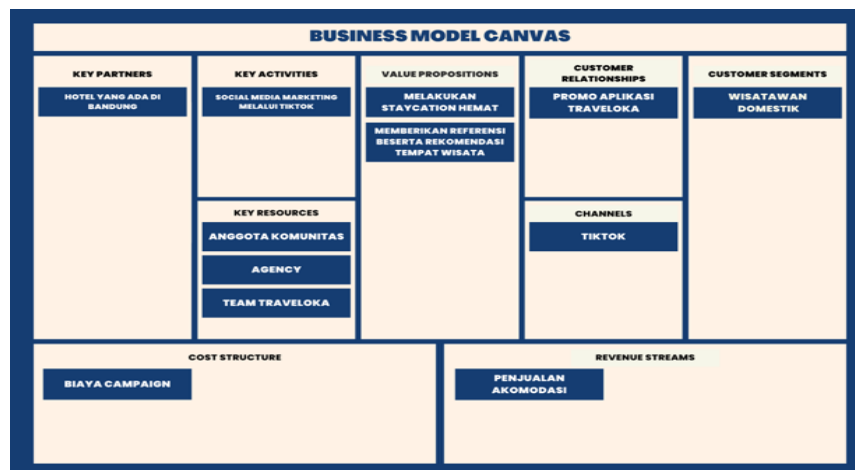 BUSINESS MODEL CANVAS
KEY PARTNERS
HOTEL YANG ADA DI
BANDUNG
KEY ACTIVITIES
SOCIAL MEDIA MARKETING
MELALUI TIKTOK
KEY RESOURCES
ANGGOTA KOMUNITAS
AGENCY
TEAM TRAVELOKA
VALUE PROPOSITIONS
MELAKUKAN
STAYCATION HEMAT
MEMBERIKAN REFERENSI
BESERTA REKOMENDASI
TEMPAT WISATA
CUSTOMER
RELATIONSHIPS
PROMO APLIKASI
TRAVELOKA
CHANNELS
TIKTOK
CUSTOMER SEGMENTS
WISATAWAN
DOMESTIK
COST STRUCTURE
BIAYA CAMPAIGN
REVENUE STREAMS
PENJUALAN
AKOMODASI